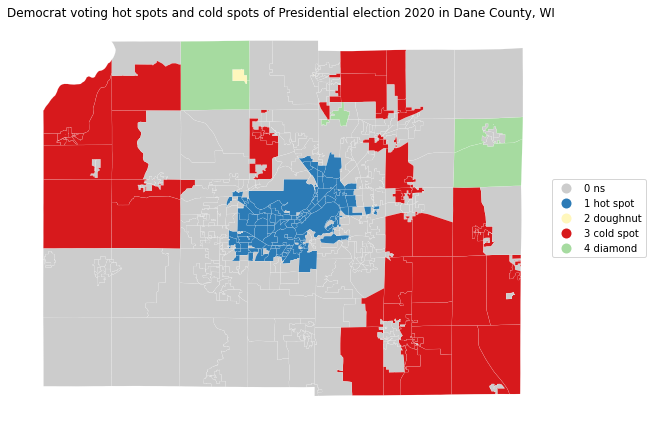 Democrat voting hot spots and cold spots of Presidential election 2020 in Dane County, WI
0 ns
1 hot spot
2 doughnut
3 cold spot
4 diamond